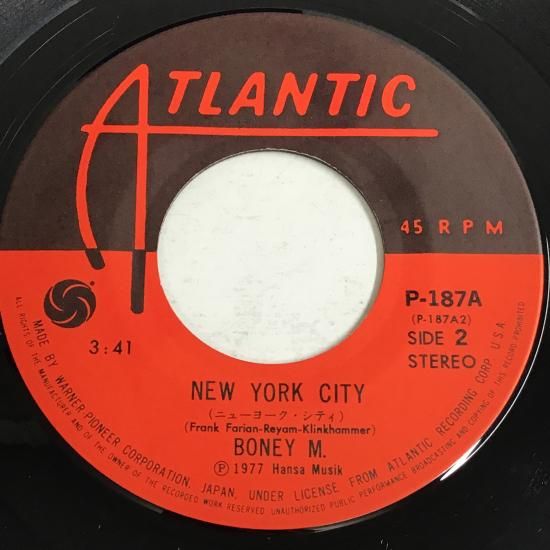 ATLANTIC
45 RPM
P-187A
(P-187A2)
SIDE 2
STEREO
3:41
NEW YORK CITY
(ニューヨーク・シティ)
(Frank Farian-Reyam-Klinkhammer)
BONEY M.
Ⓟ 1977 Hansa Musik
MADE BY WARNER-PIONEER CORPORATION, JAPAN, UNDER LICENSE FROM ATLANTIC RECORDING CORP. U.S.A.
ALL RIGHTS OF THE MANUFACTURER AND OF THE OWNER OF THE RECORDED WORK RESERVED. UNAUTHORIZED PUBLIC PERFORMANCE BROADCASTING AND COPYING OF THIS RECORD PROHIBITED